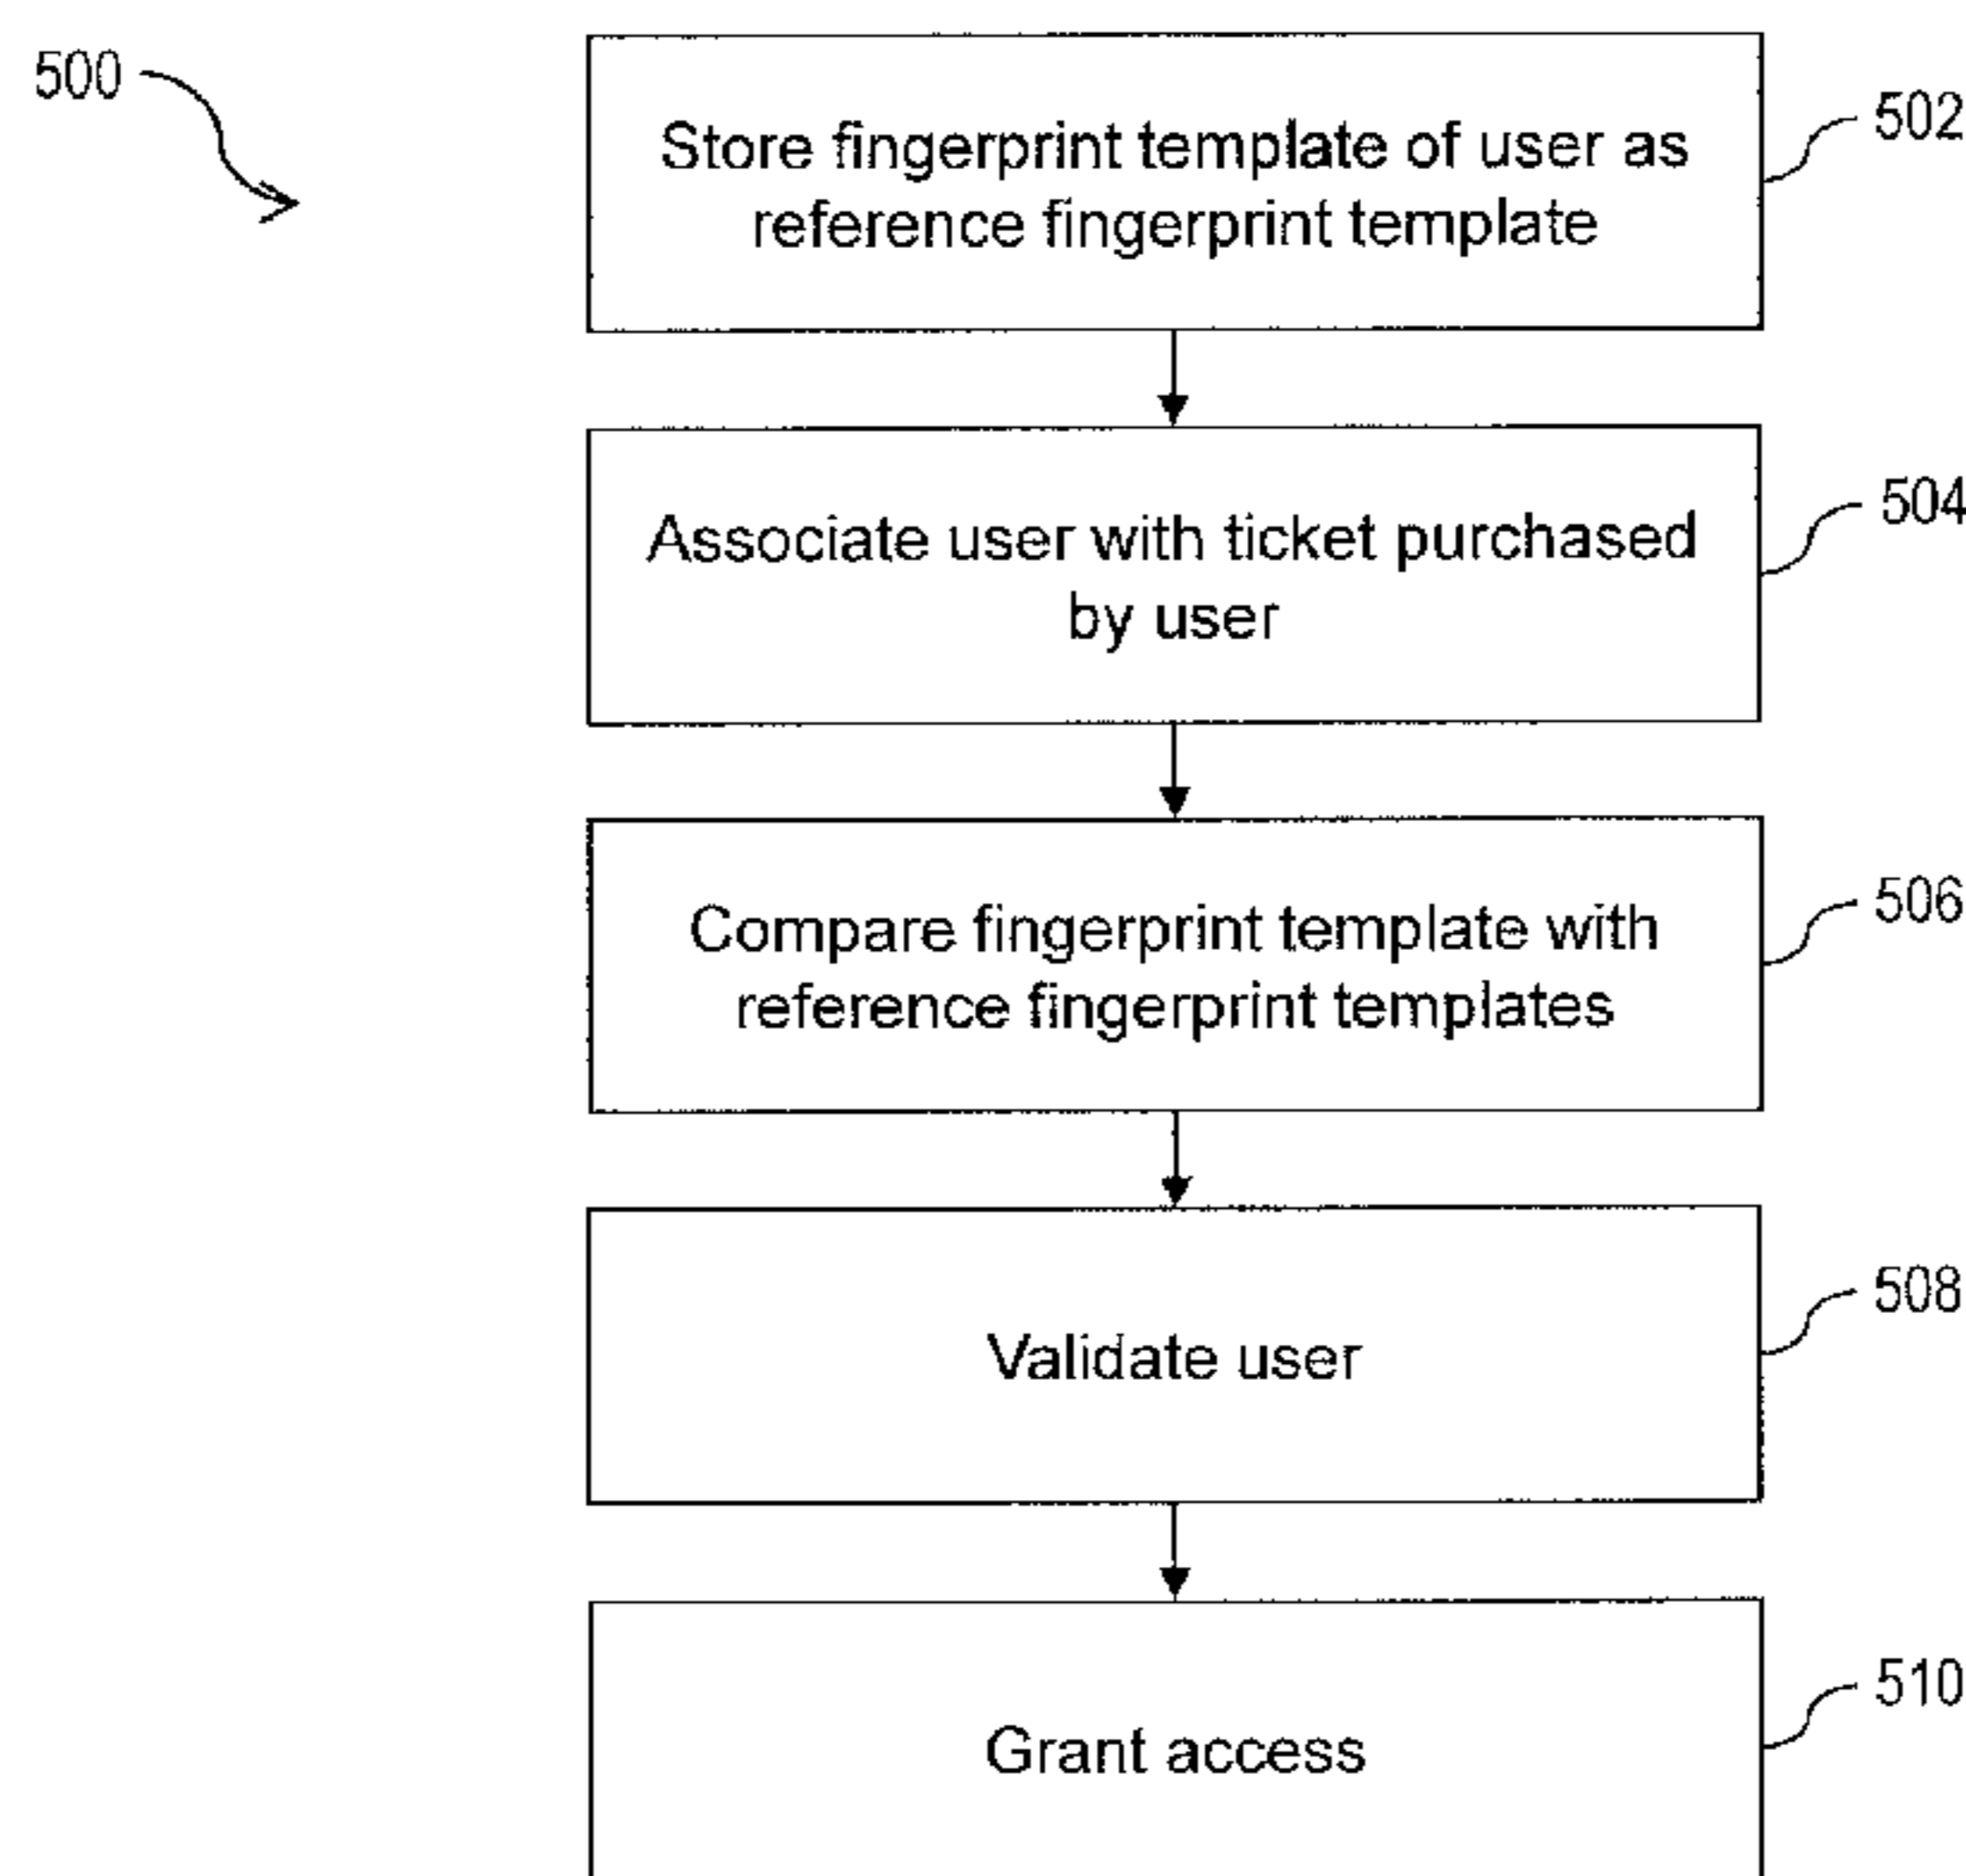 500
Store fingerprint template of user as
reference fingerprint template
502
Associate user with ticket purchased
by user
504
Compare fingerprint template with
reference fingerprint templates
506
Validate user
508
Grant access
510